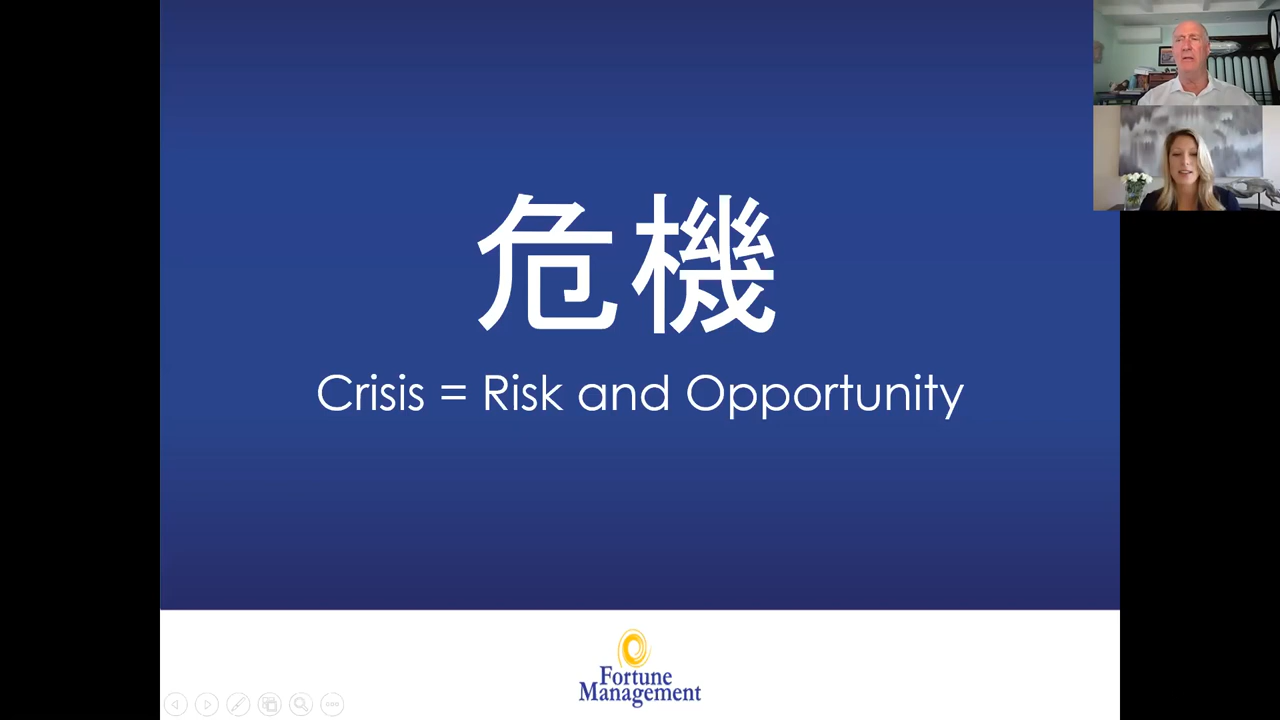 危機
Crisis = Risk and Opportunity
Fortune
Management